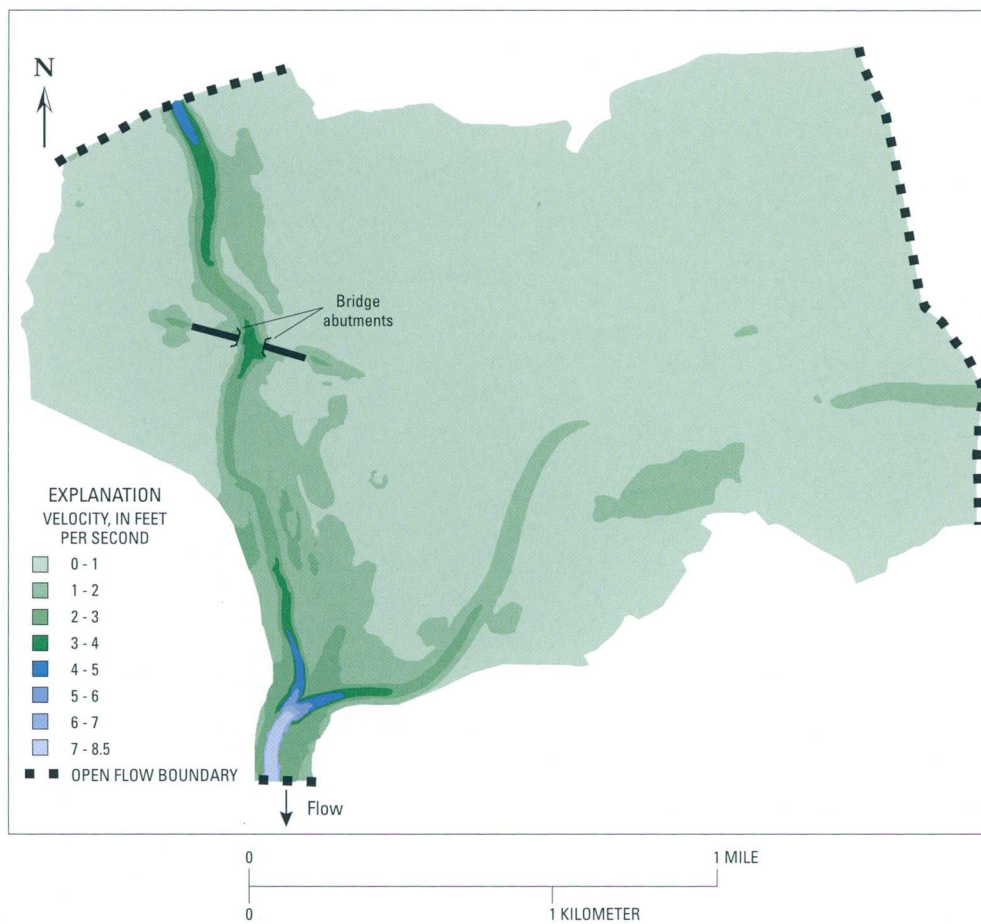 N
Bridge
abutments
EXPLANATION
VELOCITY, IN FEET
PER SECOND
0 - 1
1 - 2
2 - 3
3 - 4
4 - 5
5 - 6
6 - 7
7 - 8.5
OPEN FLOW BOUNDARY
Flow
0 1 MILE
0 1 KILOMETER